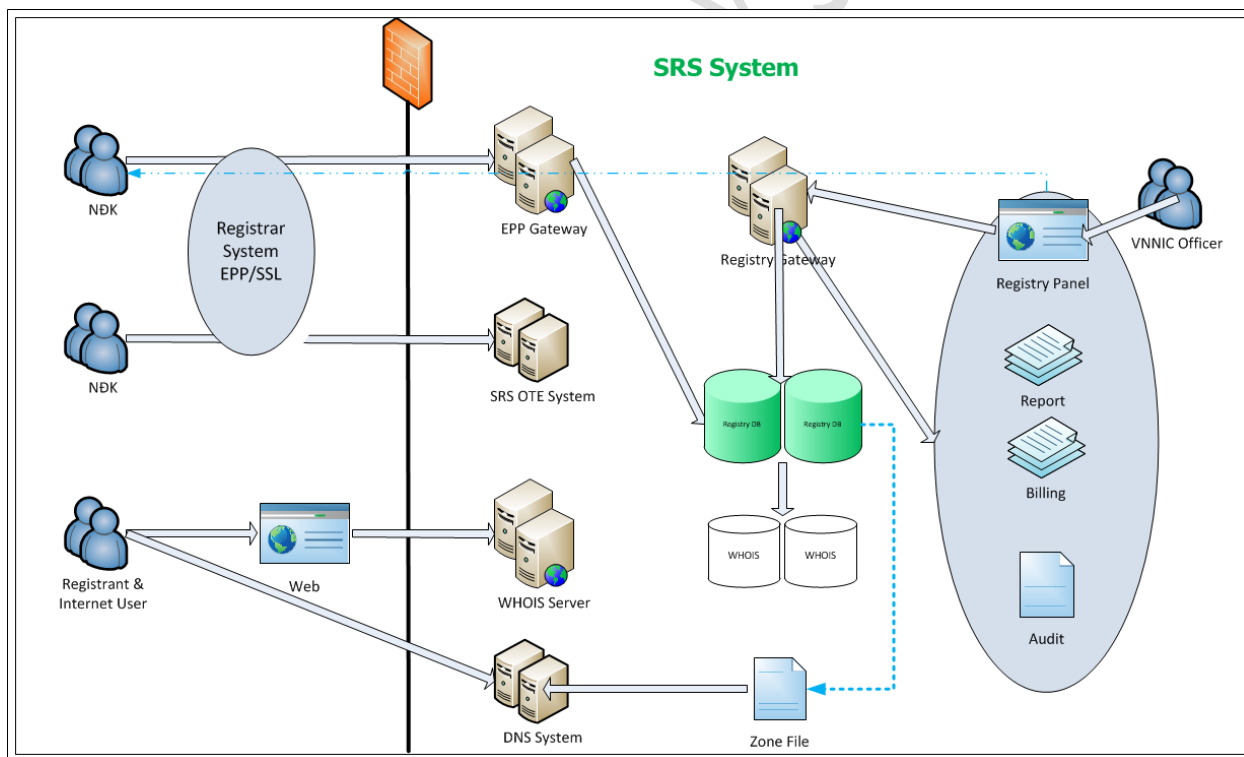 SRS System
NĐK
Registrar
System
EPP/SSL
EPP Gateway
Registry Gateway
VNNIC Officer
Registry Panel
NĐK
SRS OTE System
Report
Registry DB
Registry DB
Billing
WHOIS
WHOIS
Registrant &
Internet User
Web
WHOIS Server
Audit
DNS System
Zone File